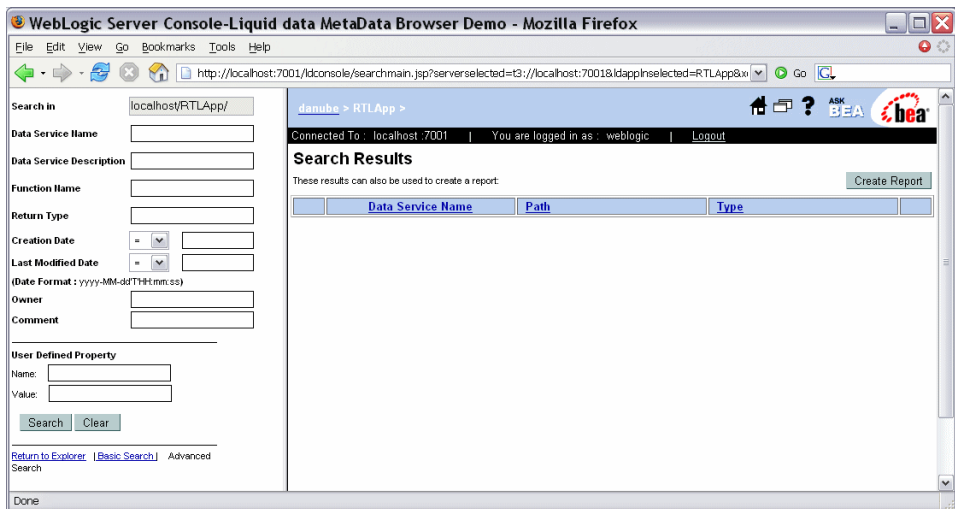 WebLogic Server Console-Liquid data MetaData Browser Demo - Mozilla Firefox
File Edit View Go Bookmarks Tools Help
http://localhost:7001/ldconsole/searchmain.jsp?serverselected=t3://localhost:7001&ldappInselected=RTLApp& Go
Search in localhost/RTLApp/
Data Service Name
Data Service Description
Function Name
Return Type
Creation Date =
Last Modified Date =
(Date Format : yyyy-MM-dd'T'HH:mm:ss)
Owner
Comment
User Defined Property
Name:
Value:
Search Clear
Return to Explorer | Basic Search | Advanced
Search
danube > RTLApp >
? ASK BEA bea
Connected To : localhost :7001 | You are logged in as : weblogic | Logout
Search Results
These results can also be used to create a report:
Create Report
Data Service Name Path Type
Done